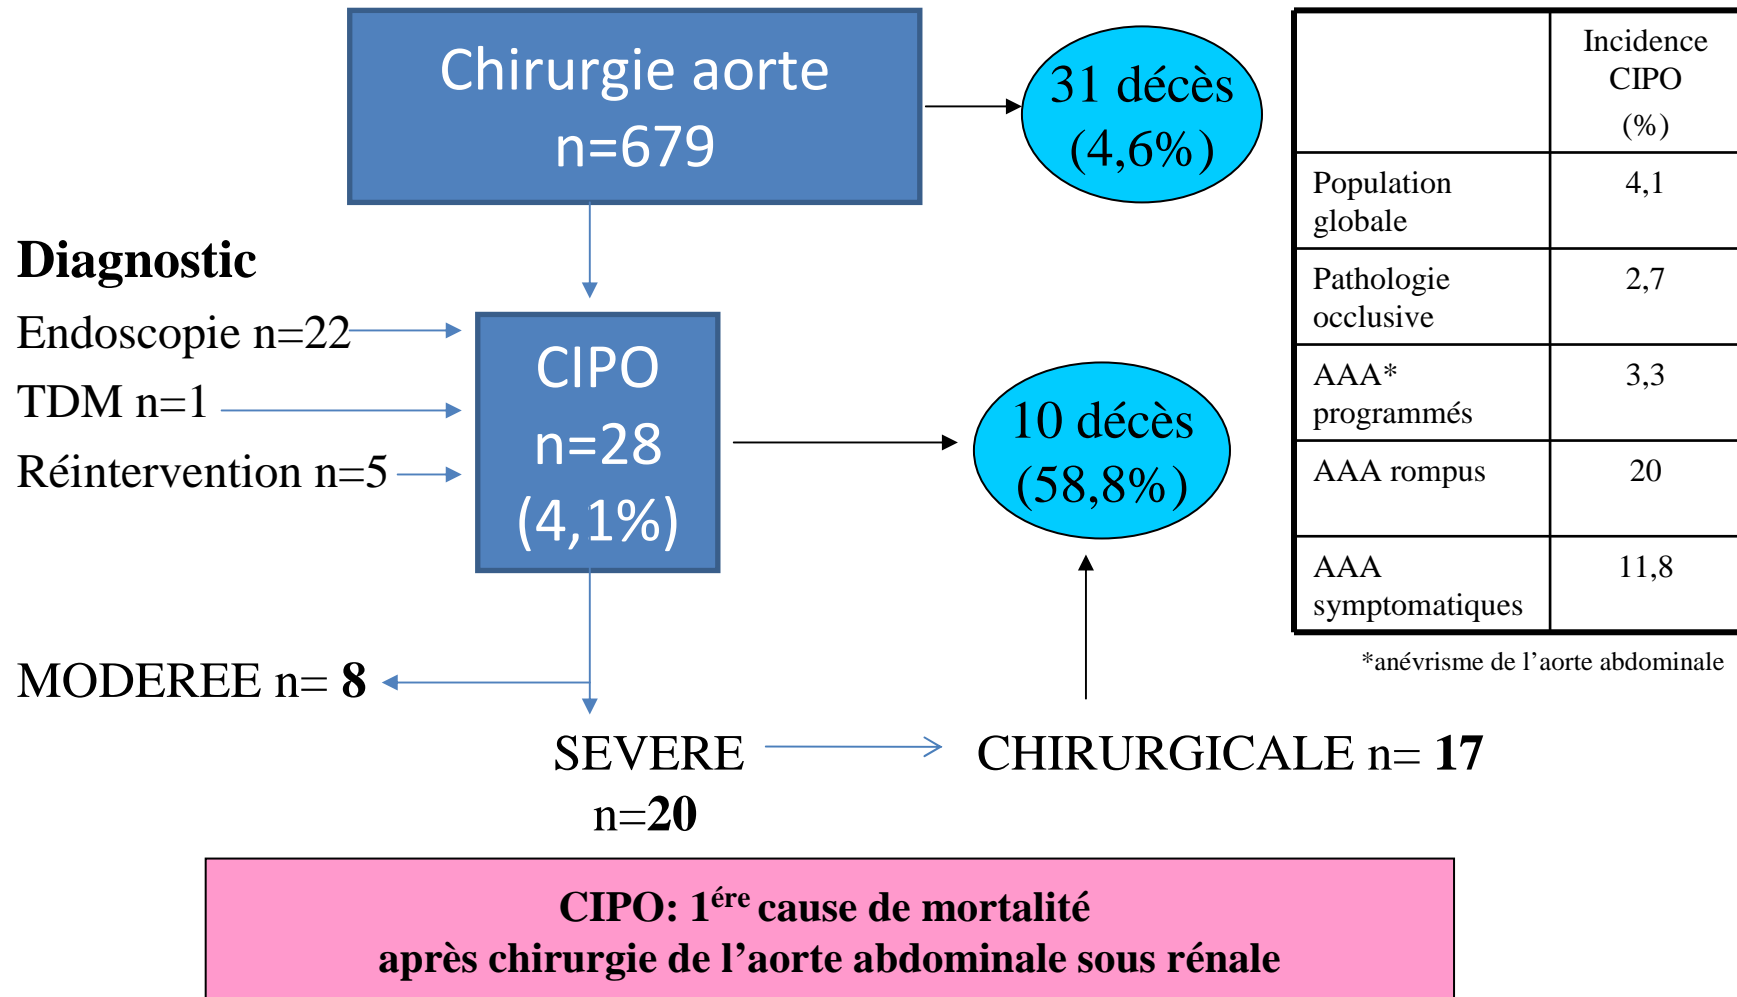 Chirurgie aorte
n=679
31 décès
(4,6%)
Diagnostic
Endoscopie n=22
TDM n=1
Réintervention n=5
CIPO
n=28
(4,1%)
10 décès
(58,8%)
MODEREE n= 8
SEVERE
n=20
CHIRURGICALE n= 17
Incidence
CIPO
(%)
Population
globale
4,1
Pathologie
occlusive
2,7
AAA*
programmés
3,3
AAA rompus
20
AAA
symptomatiques
11,8
*anévrisme de l’aorte abdominale
CIPO: 1ére cause de mortalité
après chirurgie de l’aorte abdominale sous rénale